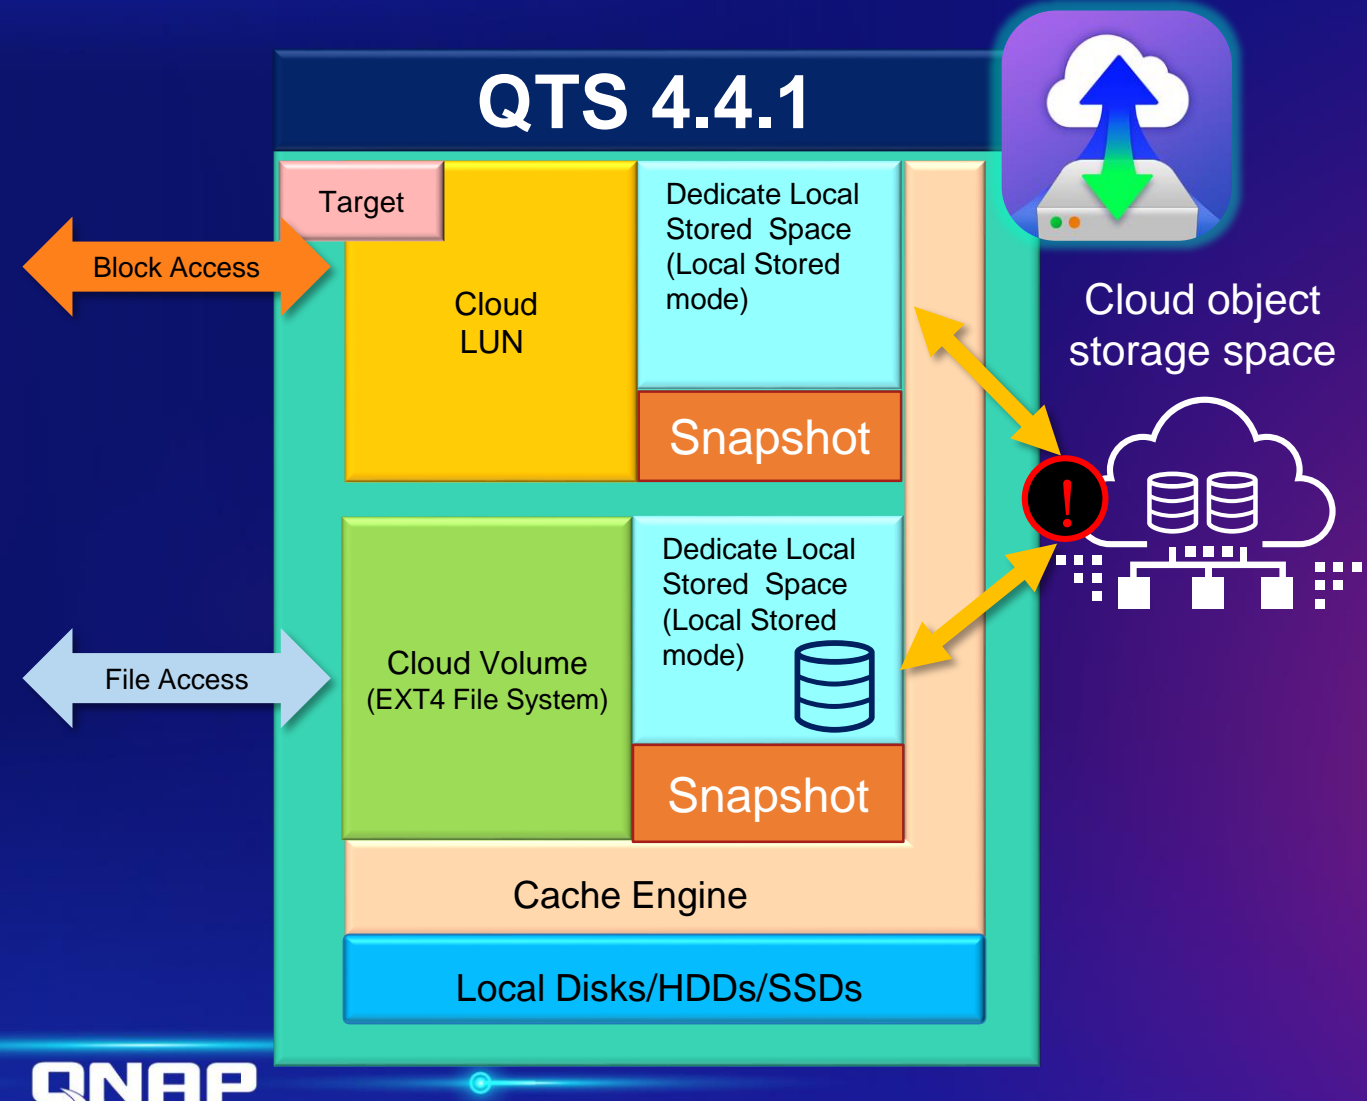 QTS 4.4.1
Target
Block Access
Cloud
LUN
Dedicate Local
Stored Space
(Local Stored
mode)
Snapshot
Cloud object
storage space
!
File Access
Cloud Volume
(EXT4 File System)
Dedicate Local
Stored Space
(Local Stored
mode)
Snapshot
Cache Engine
Local Disks/HDDs/SSDs
QNAP